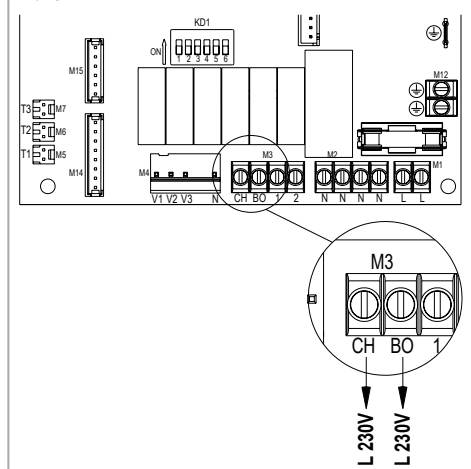 KD1
ON
1 2 3 4 5 6
M15
M12
T3 M7
T2 M6
T1 M5
M14
M4 M3 M2 M1
V1 V2 V3 N CH BO 1 2 N N N N L L
M3
CH BO 1
L 230V L 230V